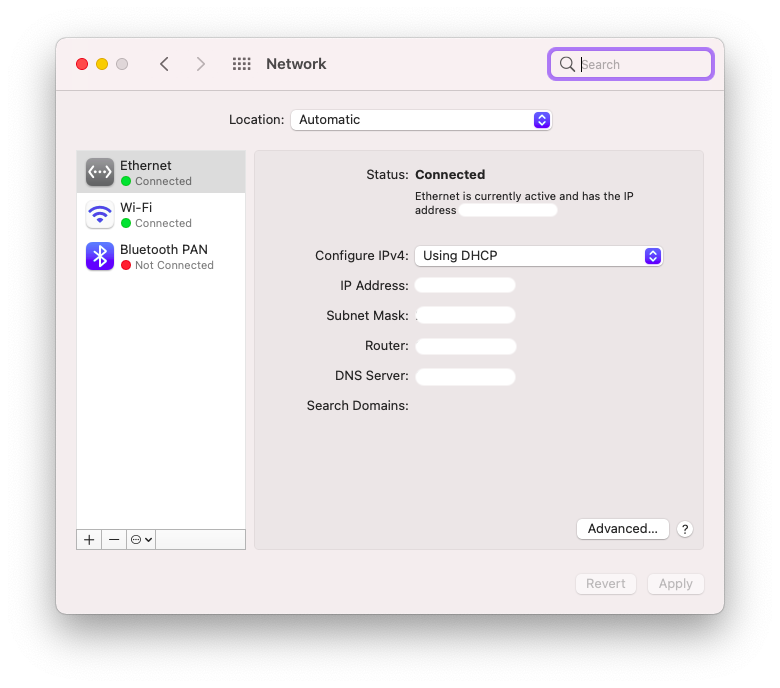 Network
Search
Location: Automatic
Ethernet
Connected
Wi-Fi
Connected
Bluetooth PAN
Not Connected
Status: Connected
Ethernet is currently active and has the IP
address
Configure IPv4: Using DHCP
IP Address:
Subnet Mask:
Router:
DNS Server:
Search Domains:
Advanced...
?
Revert
Apply